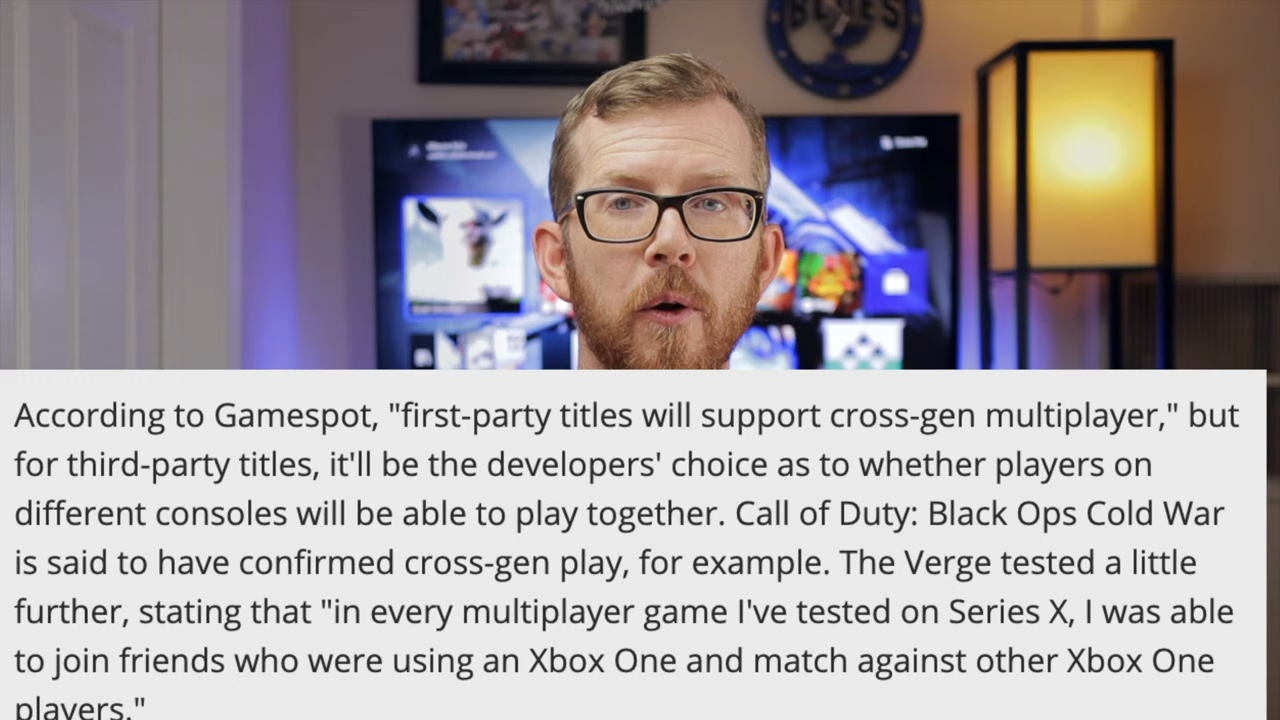 BLUES
According to Gamespot, "first-party titles will support cross-gen multiplayer," but
for third-party titles, it'll be the developers' choice as to whether players on
different consoles will be able to play together. Call of Duty: Black Ops Cold War
is said to have confirmed cross-gen play, for example. The Verge tested a little
further, stating that "in every multiplayer game I've tested on Series X, I was able
to join friends who were using an Xbox One and match against other Xbox One
players."